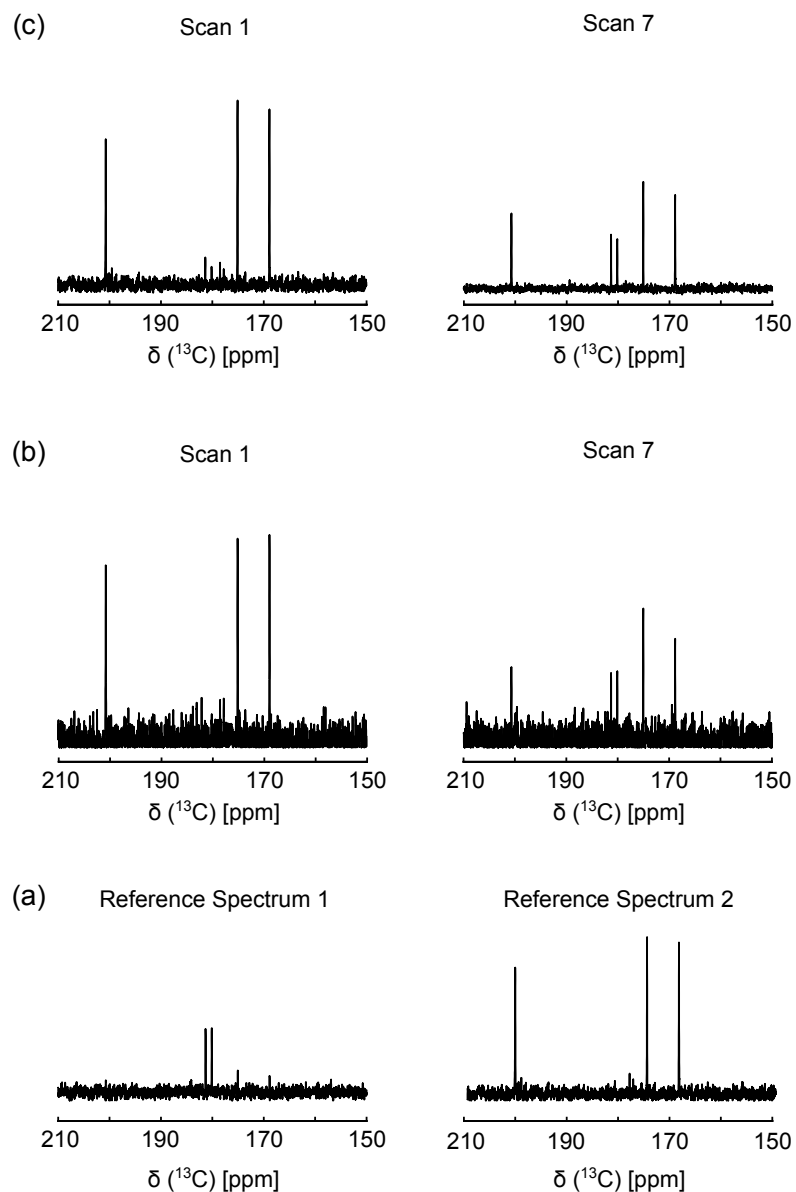 (c)
Scan 1
Scan 7
210 190 170 150
δ (¹³C) [ppm]
210 190 170 150
δ (¹³C) [ppm]
(b)
Scan 1
Scan 7
210 190 170 150
δ (¹³C) [ppm]
210 190 170 150
δ (¹³C) [ppm]
(a)
Reference Spectrum 1
Reference Spectrum 2
210 190 170 150
δ (¹³C) [ppm]
210 190 170 150
δ (¹³C) [ppm]